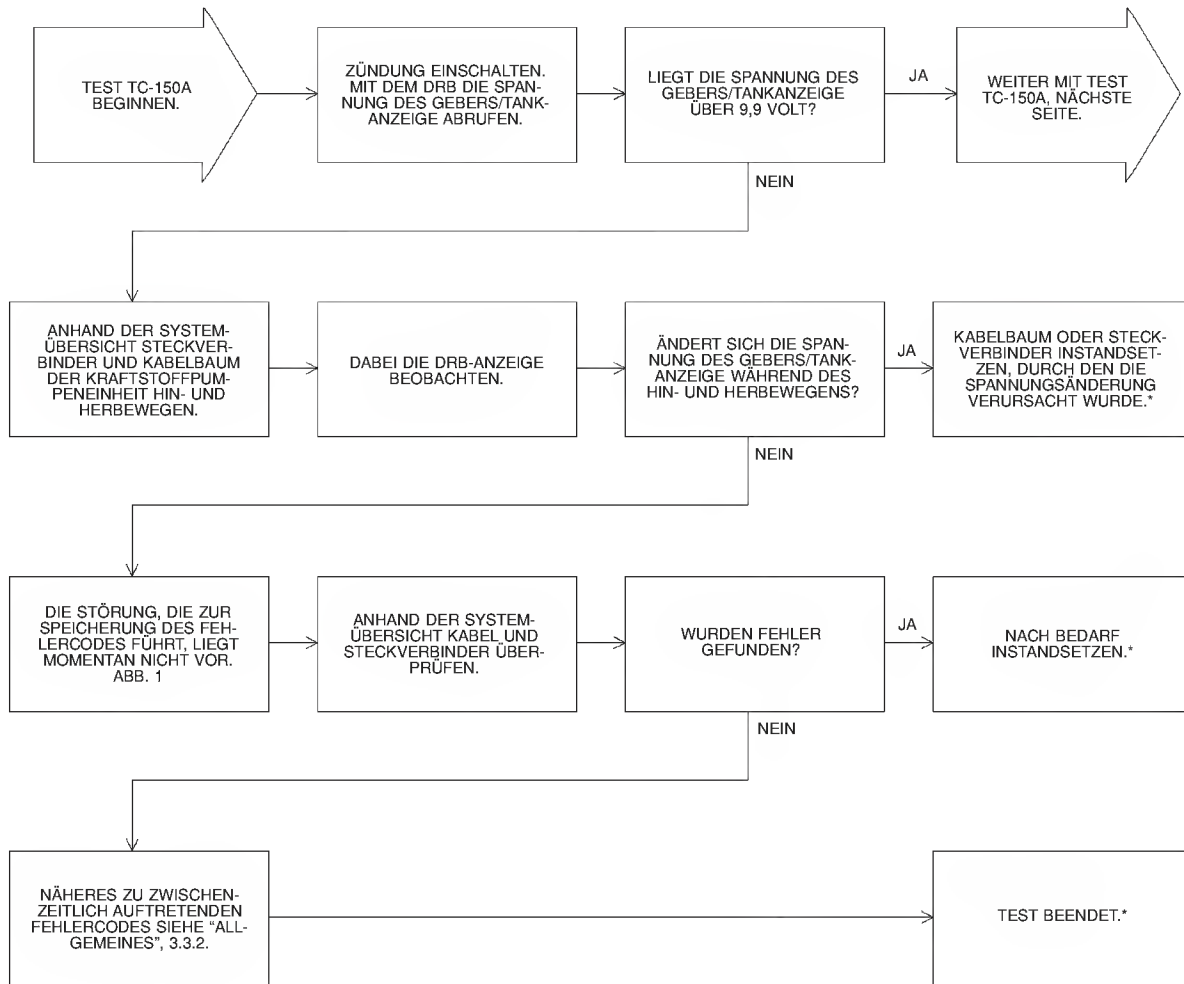 TEST TC-150A
BEGINNEN.
ZÜNDUNG EINSCHALTEN.
MIT DEM DRB DIE SPAN-
NUNG DES GEBERS/TANK-
ANZEIGE ABRUFEN.
LIEGT DIE SPANNUNG DES
GEBERS/TANKANZEIGE
ÜBER 9,9 VOLT?
JA
WEITER MIT TEST
TC-150A, NÄCHSTE
SEITE.
NEIN
ANHAND DER SYSTEM-
ÜBERSICHT STECKVER-
BINDER UND KABELBAUM
DER KRAFTSTOFFPUM-
PENEINHEIT HIN- UND
HERBEWEGEN.
DABEI DIE DRB-ANZEIGE
BEOBACHTEN.
ÄNDERT SICH DIE SPAN-
NUNG DES GEBERS/TANK-
ANZEIGE WÄHREND DES
HIN- UND HERBEWEGENS?
JA
KABELBAUM ODER STECK-
VERBINDER INSTANDSET-
ZEN, DURCH DEN DIE
SPANNUNGSÄNDERUNG
VERURSACHT WURDE.*
NEIN
DIE STÖRUNG, DIE ZUR
SPEICHERUNG DES FEH-
LERCODES FÜHRT, LIEGT
MOMENTAN NICHT VOR.
ABB. 1
ANHAND DER SYSTEM-
ÜBERSICHT KABEL UND
STECKVERBINDER ÜBER-
PRÜFEN.
WURDEN FEHLER
GEFUNDEN?
JA
NACH BEDARF
INSTANDSETZEN.*
NEIN
NÄHERES ZU ZWISCHEN-
ZEITLICH AUFTRETENDEN
FEHLERCODES SIEHE “ALL-
GEMEINES”, 3.3.2.
TEST BEENDET.*